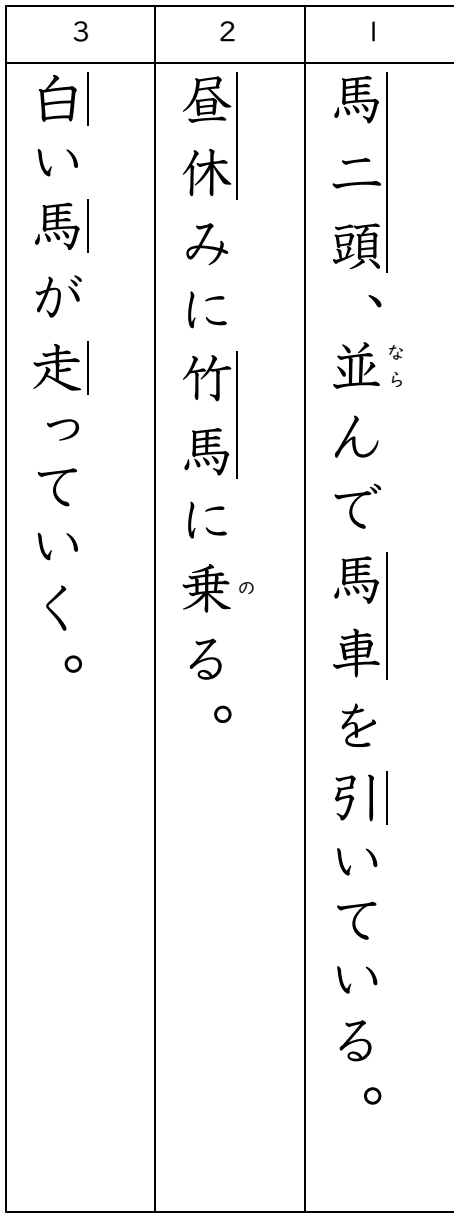 1
馬二頭、並んで馬車を引いている。
なら
2
昼休みに竹馬に乗る。
の
3
白い馬が走っていく。